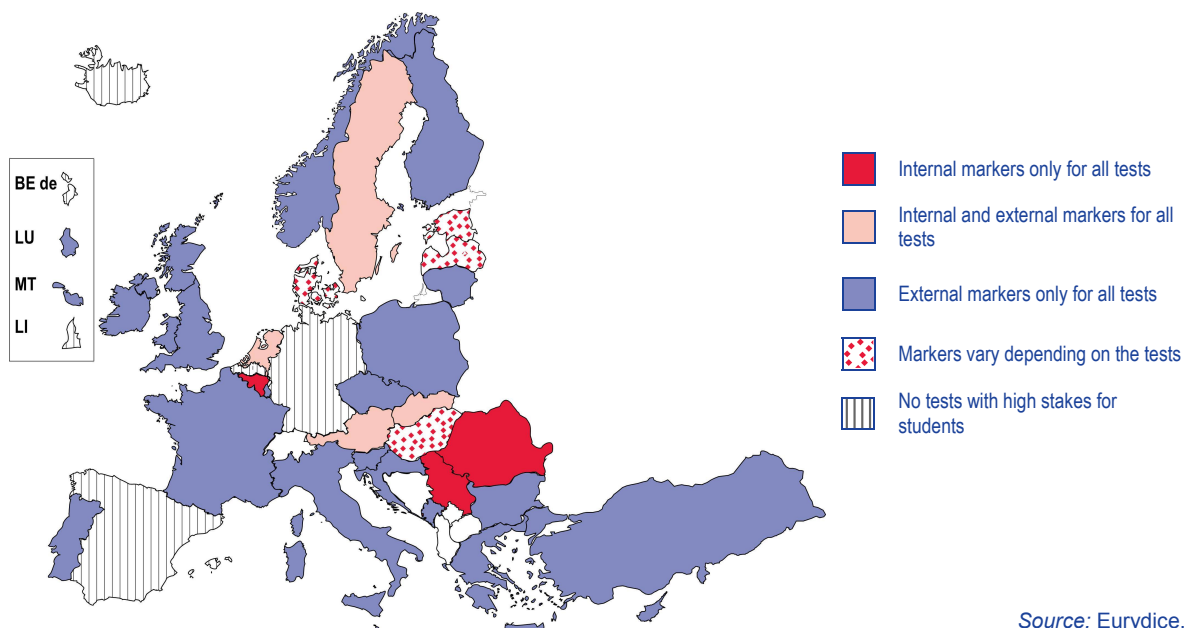 BE de
LU
MT
LI
Internal markers only for all tests
Internal and external markers for all
tests
External markers only for all tests
Markers vary depending on the tests
No tests with high stakes for
students
Source: Eurydice.